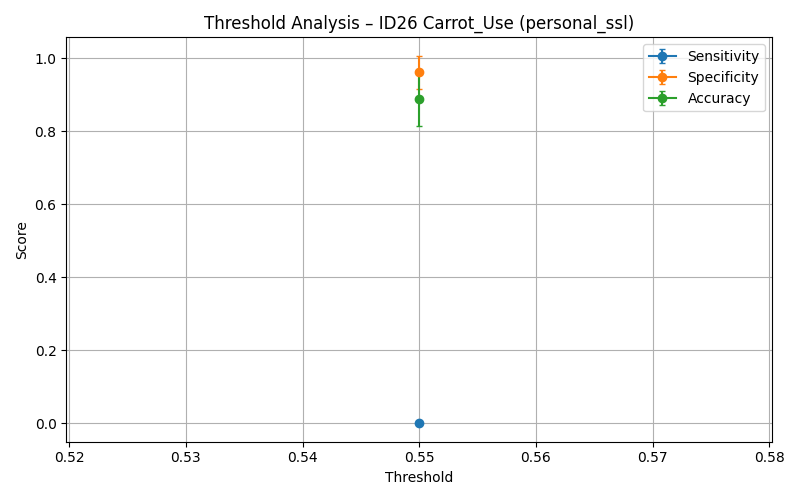 Threshold Analysis – ID26 Carrot_Use (personal_ssl)
Sensitivity
Specificity
Accuracy
Score
1.0
0.8
0.6
0.4
0.2
0.0
0.52 0.53 0.54 0.55 0.56 0.57 0.58
Threshold